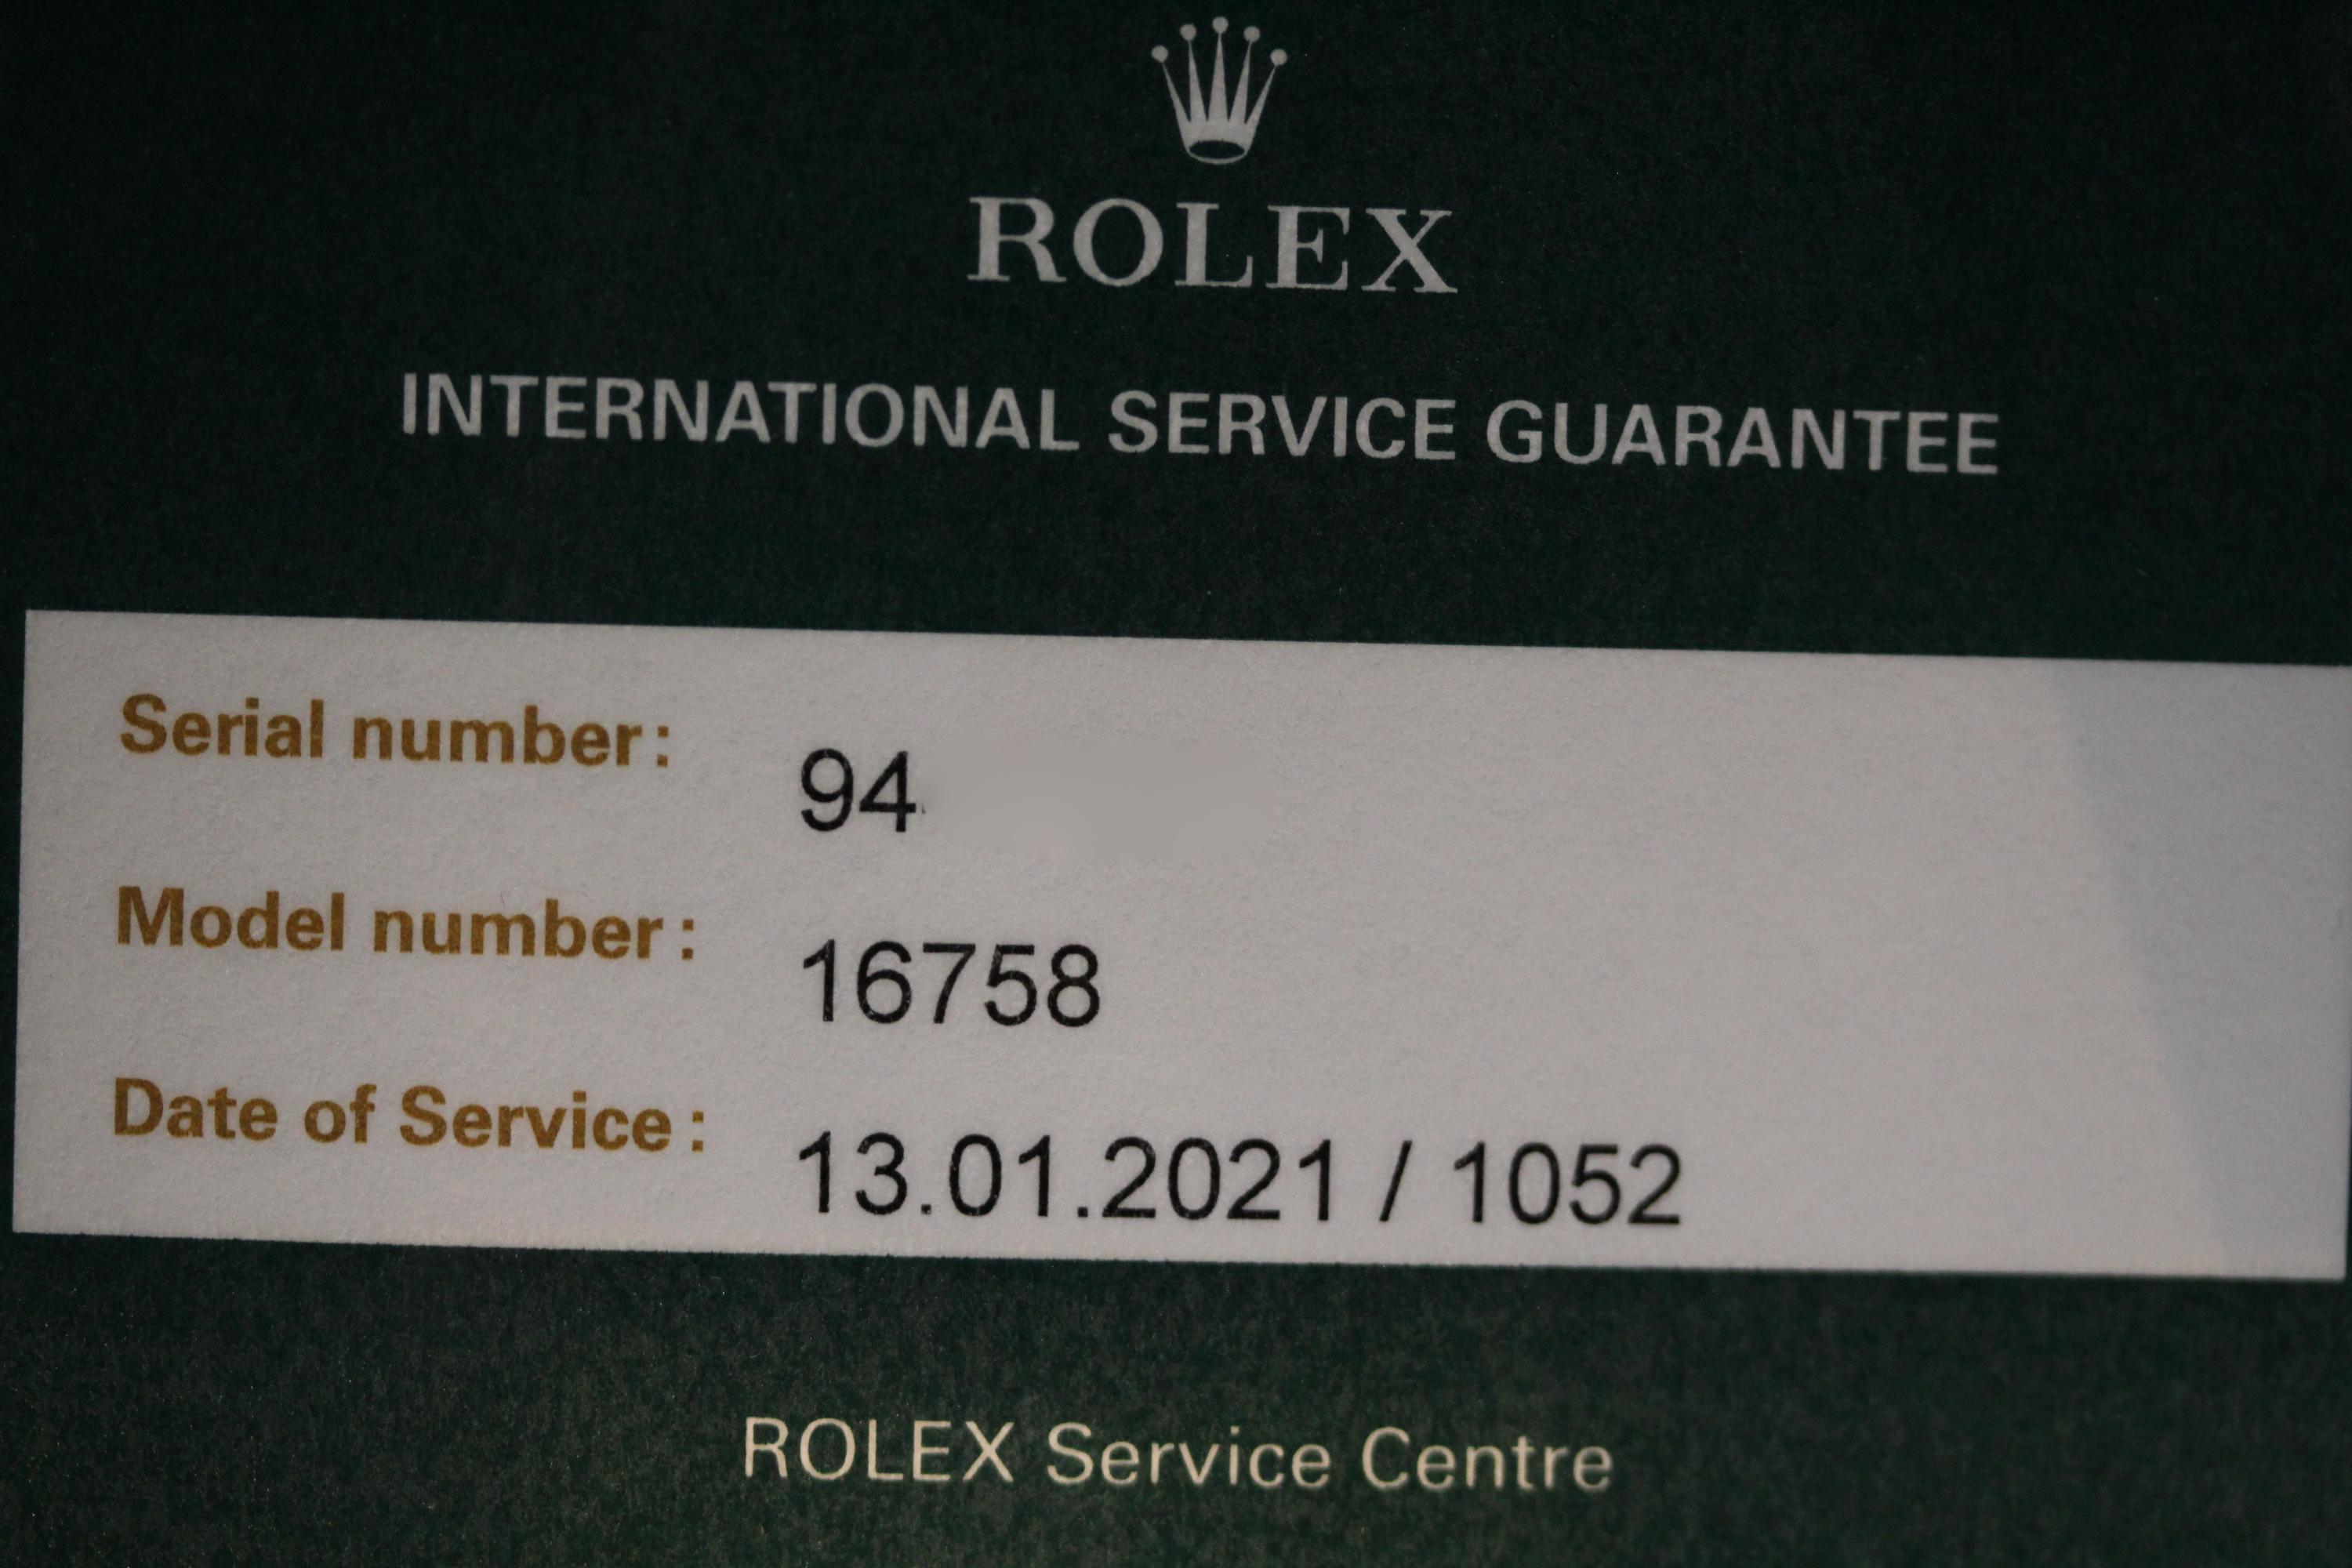 ROLEX
INTERNATIONAL SERVICE GUARANTEE
Serial number: 94
Model number: 16758
Date of Service: 13.01.2021 / 1052
ROLEX Service Centre